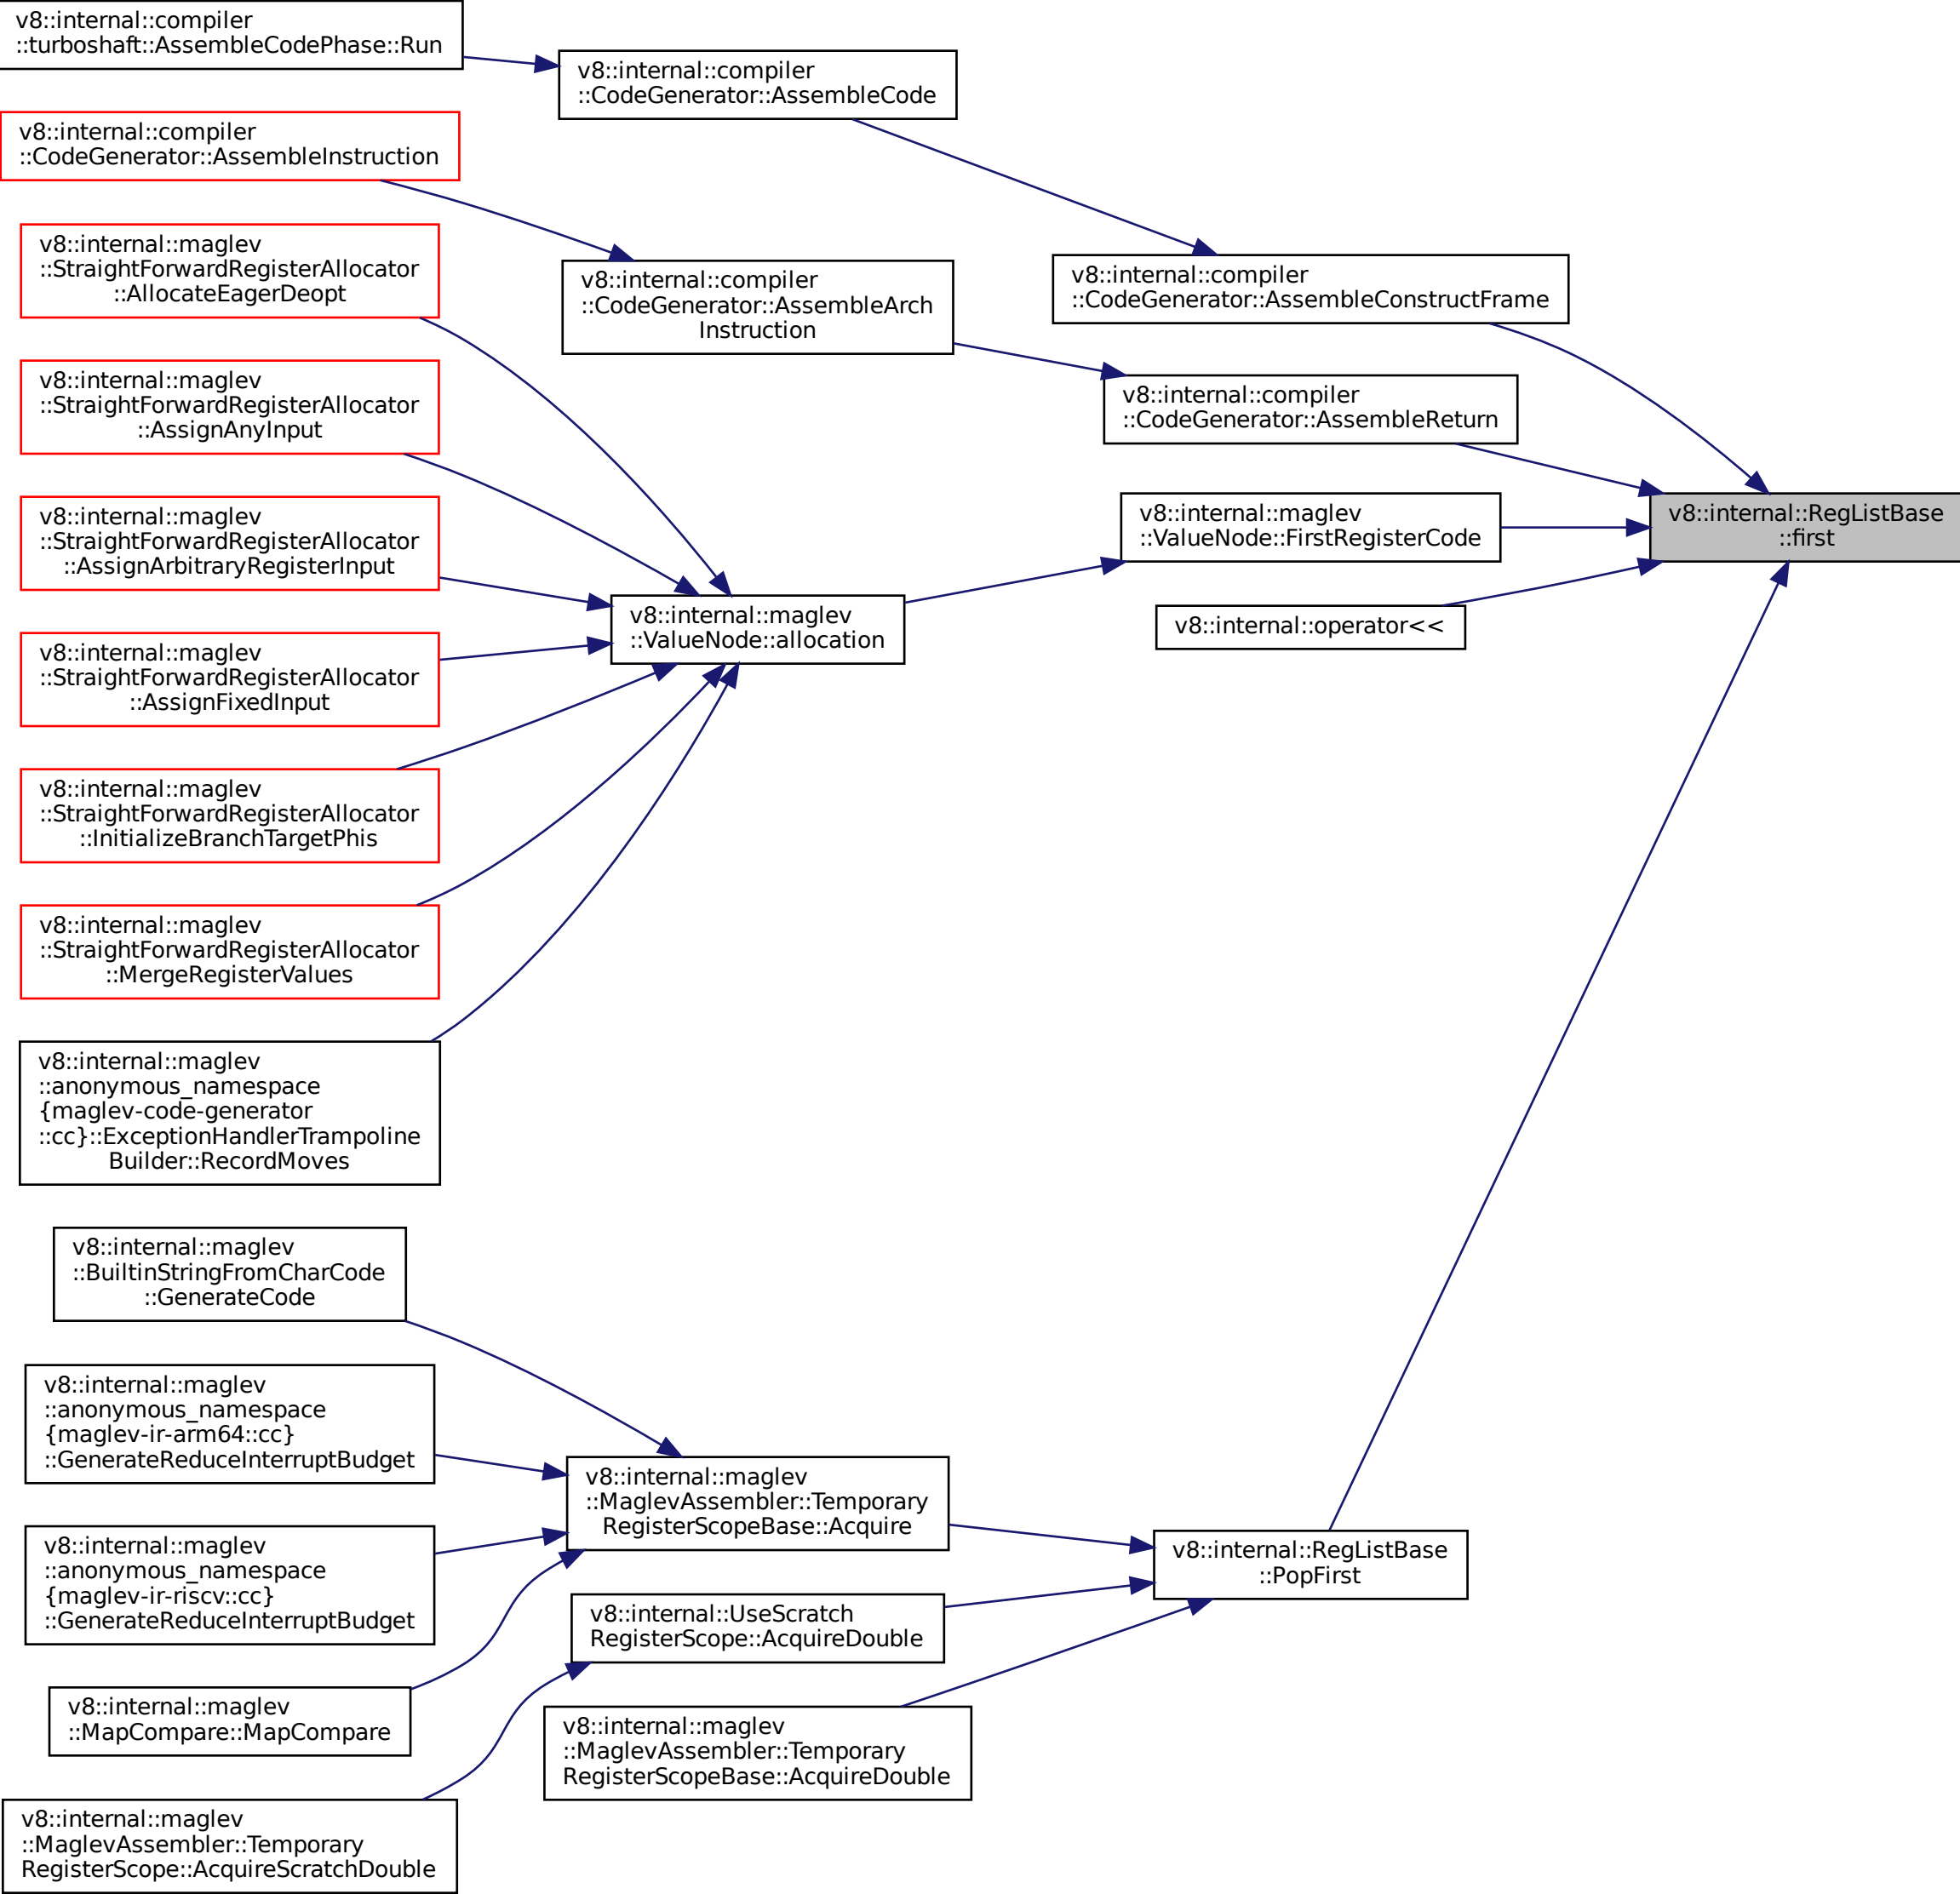 v8::internal::compiler
::turboshaft::AssembleCodePhase::Run
v8::internal::compiler
::CodeGenerator::AssembleCode
v8::internal::compiler
::CodeGenerator::AssembleInstruction
v8::internal::maglev
::StraightForwardRegisterAllocator
::AllocateEagerDeopt
v8::internal::compiler
::CodeGenerator::AssembleArch
Instruction
v8::internal::compiler
::CodeGenerator::AssembleConstructFrame
v8::internal::maglev
::StraightForwardRegisterAllocator
::AssignAnyInput
v8::internal::compiler
::CodeGenerator::AssembleReturn
v8::internal::maglev
::StraightForwardRegisterAllocator
::AssignArbitraryRegisterInput
v8::internal::maglev
::ValueNode::FirstRegisterCode
v8::internal::RegListBase
::first
v8::internal::maglev
::ValueNode::allocation
v8::internal::operator<<
v8::internal::maglev
::StraightForwardRegisterAllocator
::AssignFixedInput
v8::internal::maglev
::StraightForwardRegisterAllocator
::InitializeBranchTargetPhis
v8::internal::maglev
::StraightForwardRegisterAllocator
::MergeRegisterValues
v8::internal::maglev
::anonymous_namespace
{maglev-code-generator
::cc}::ExceptionHandlerTrampoline
Builder::RecordMoves
v8::internal::maglev
::BuiltinStringFromCharCode
::GenerateCode
v8::internal::maglev
::anonymous_namespace
{maglev-ir-arm64::cc}
::GenerateReduceInterruptBudget
v8::internal::maglev
::MaglevAssembler::Temporary
RegisterScopeBase::Acquire
v8::internal::maglev
::anonymous_namespace
{maglev-ir-riscv::cc}
::GenerateReduceInterruptBudget
v8::internal::RegListBase
::PopFirst
v8::internal::UseScratch
RegisterScope::AcquireDouble
v8::internal::maglev
::MapCompare::MapCompare
v8::internal::maglev
::MaglevAssembler::Temporary
RegisterScopeBase::AcquireDouble
v8::internal::maglev
::MaglevAssembler::Temporary
RegisterScope::AcquireScratchDouble